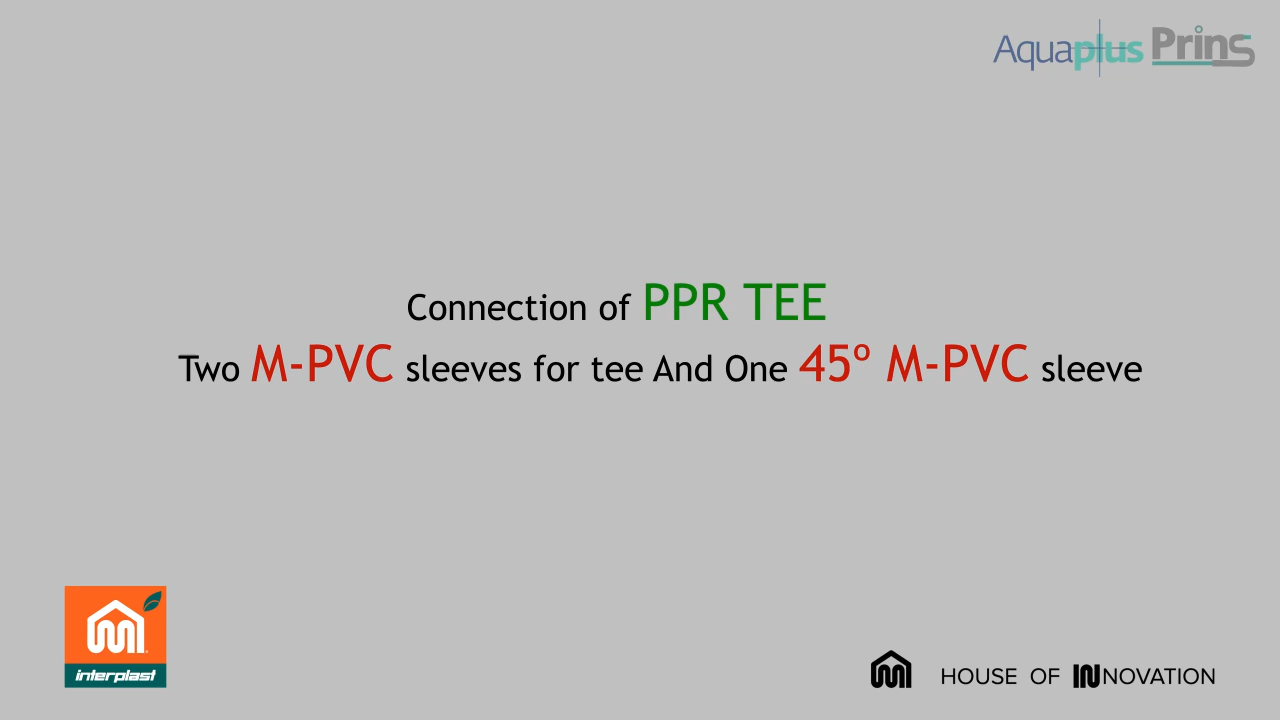 Aquaplus Prins
Connection of PPR TEE
Two M-PVC sleeves for tee And One 45º M-PVC sleeve
interplast
HOUSE OF INNOVATION